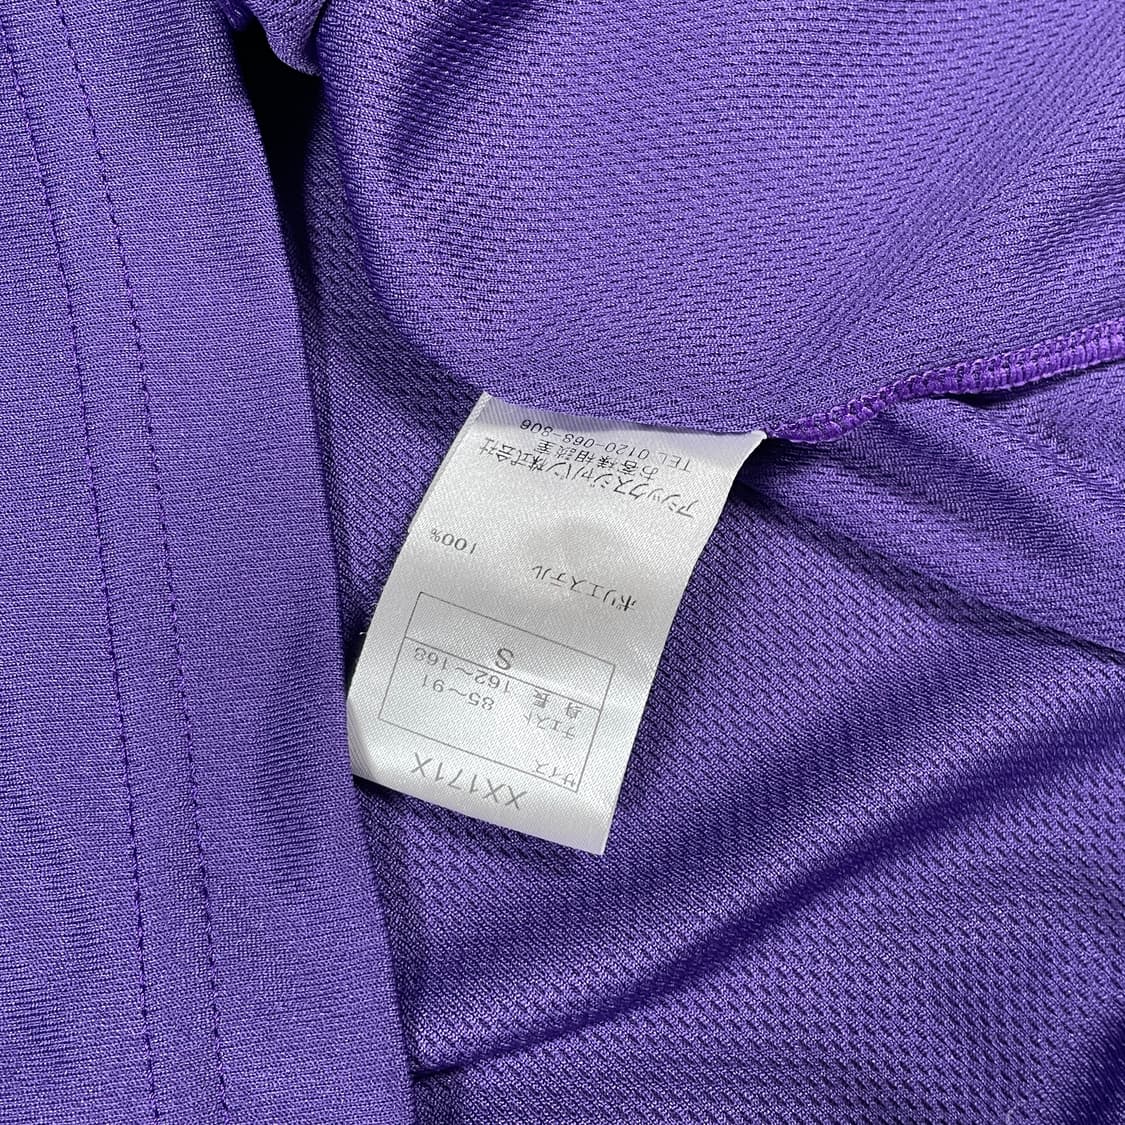 XX171X
サイズ S
身長 162～168
チエスト 85～91
ポリエステル 100%
アシックスジャパン株式会社
お客様相談室
TEL 0120-068-806